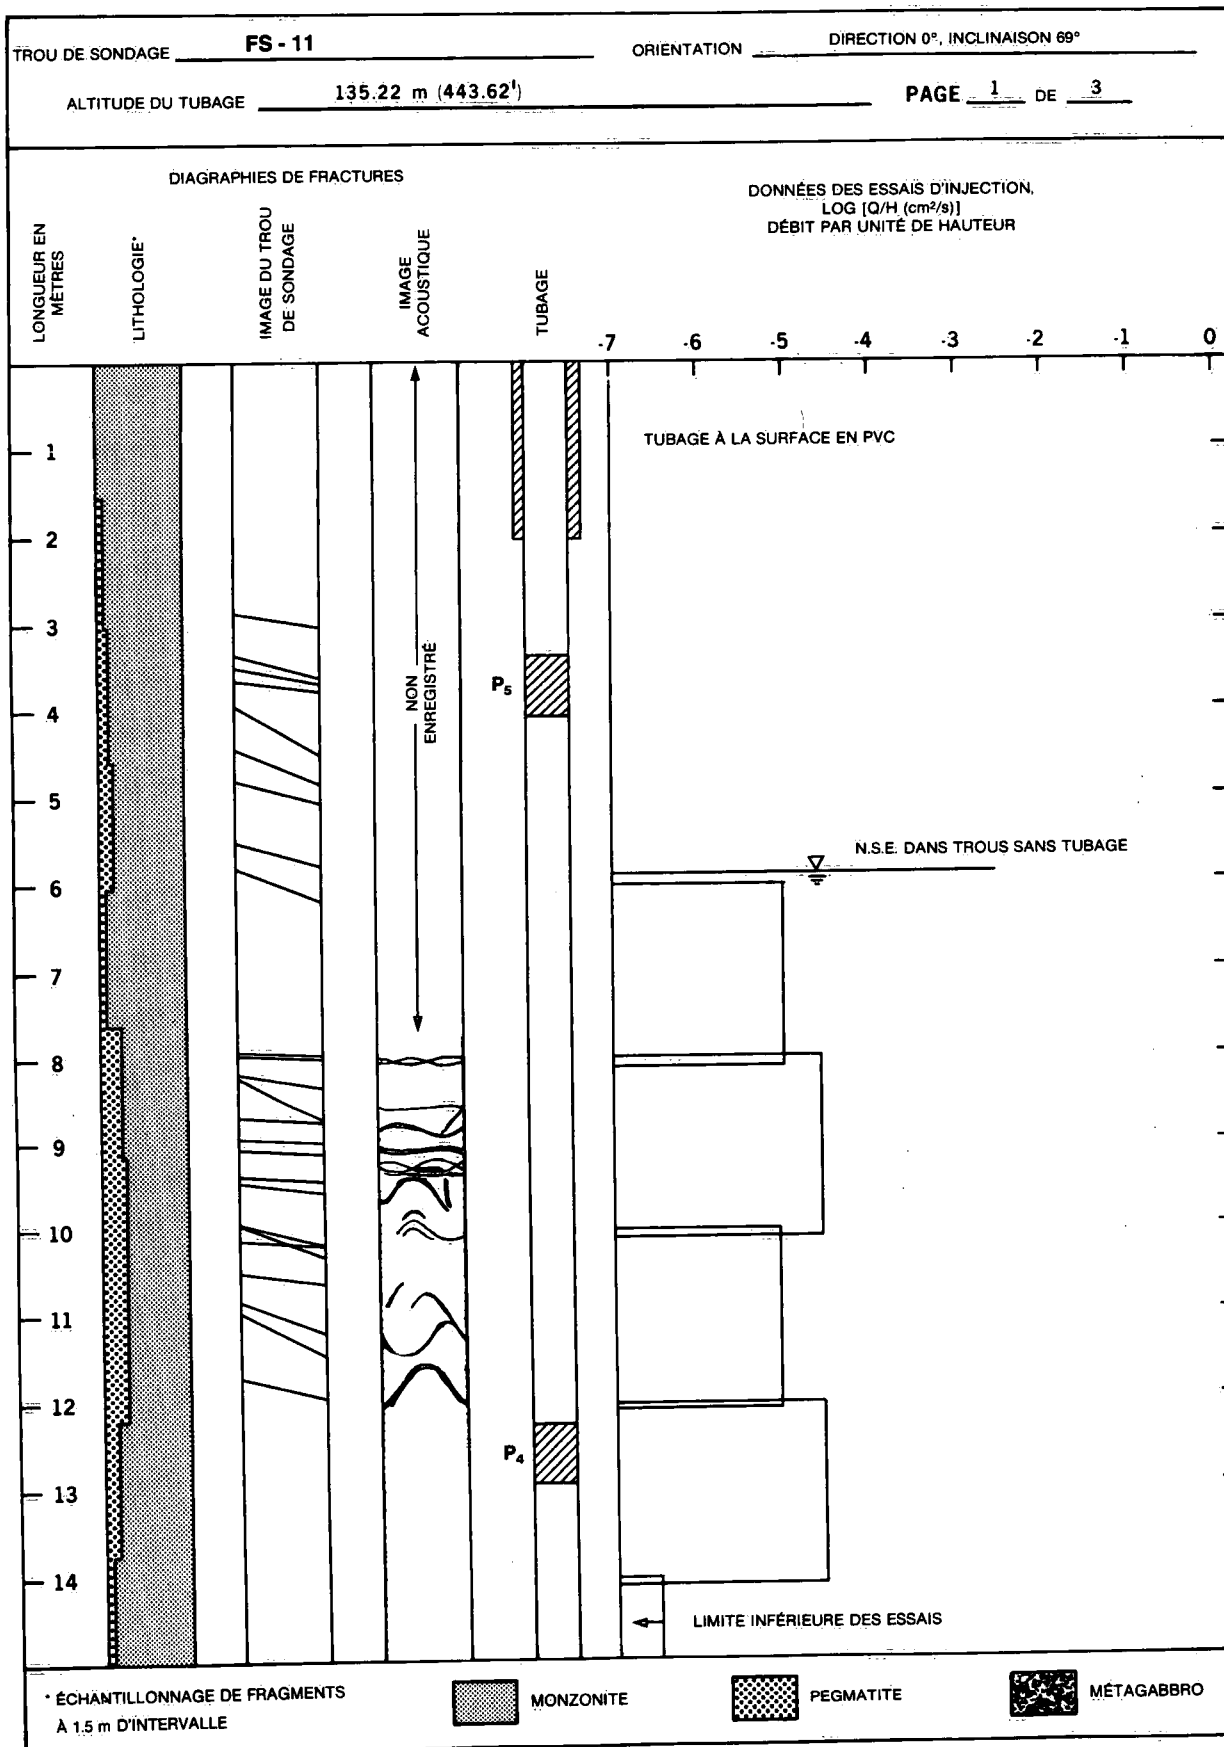 TROU DE SONDAGE FS - 11 ORIENTATION DIRECTION 0°, INCLINAISON 69°
ALTITUDE DU TUBAGE 135.22 m (443.62') PAGE 1 DE 3
DIAGRAPHIES DE FRACTURES
DONNÉES DES ESSAIS D'INJECTION,
LOG [Q/H (cm²/s)]
DÉBIT PAR UNITÉ DE HAUTEUR
LONGUEUR EN
MÈTRES
LITHOLOGIE*
IMAGE DU TROU
DE SONDAGE
IMAGE
ACOUSTIQUE
TUBAGE
-7 -6 -5 -4 -3 -2 -1 0
TUBAGE À LA SURFACE EN PVC
1
2
3
NON
ENREGISTRÉ
P₅
4
5
N.S.E. DANS TROUS SANS TUBAGE
6
7
8
9
10
11
12
P₄
13
14
LIMITE INFÉRIEURE DES ESSAIS
* ÉCHANTILLONNAGE DE FRAGMENTS
À 1.5 m D'INTERVALLE
MONZONITE
PEGMATITE
MÉTAGABBRO